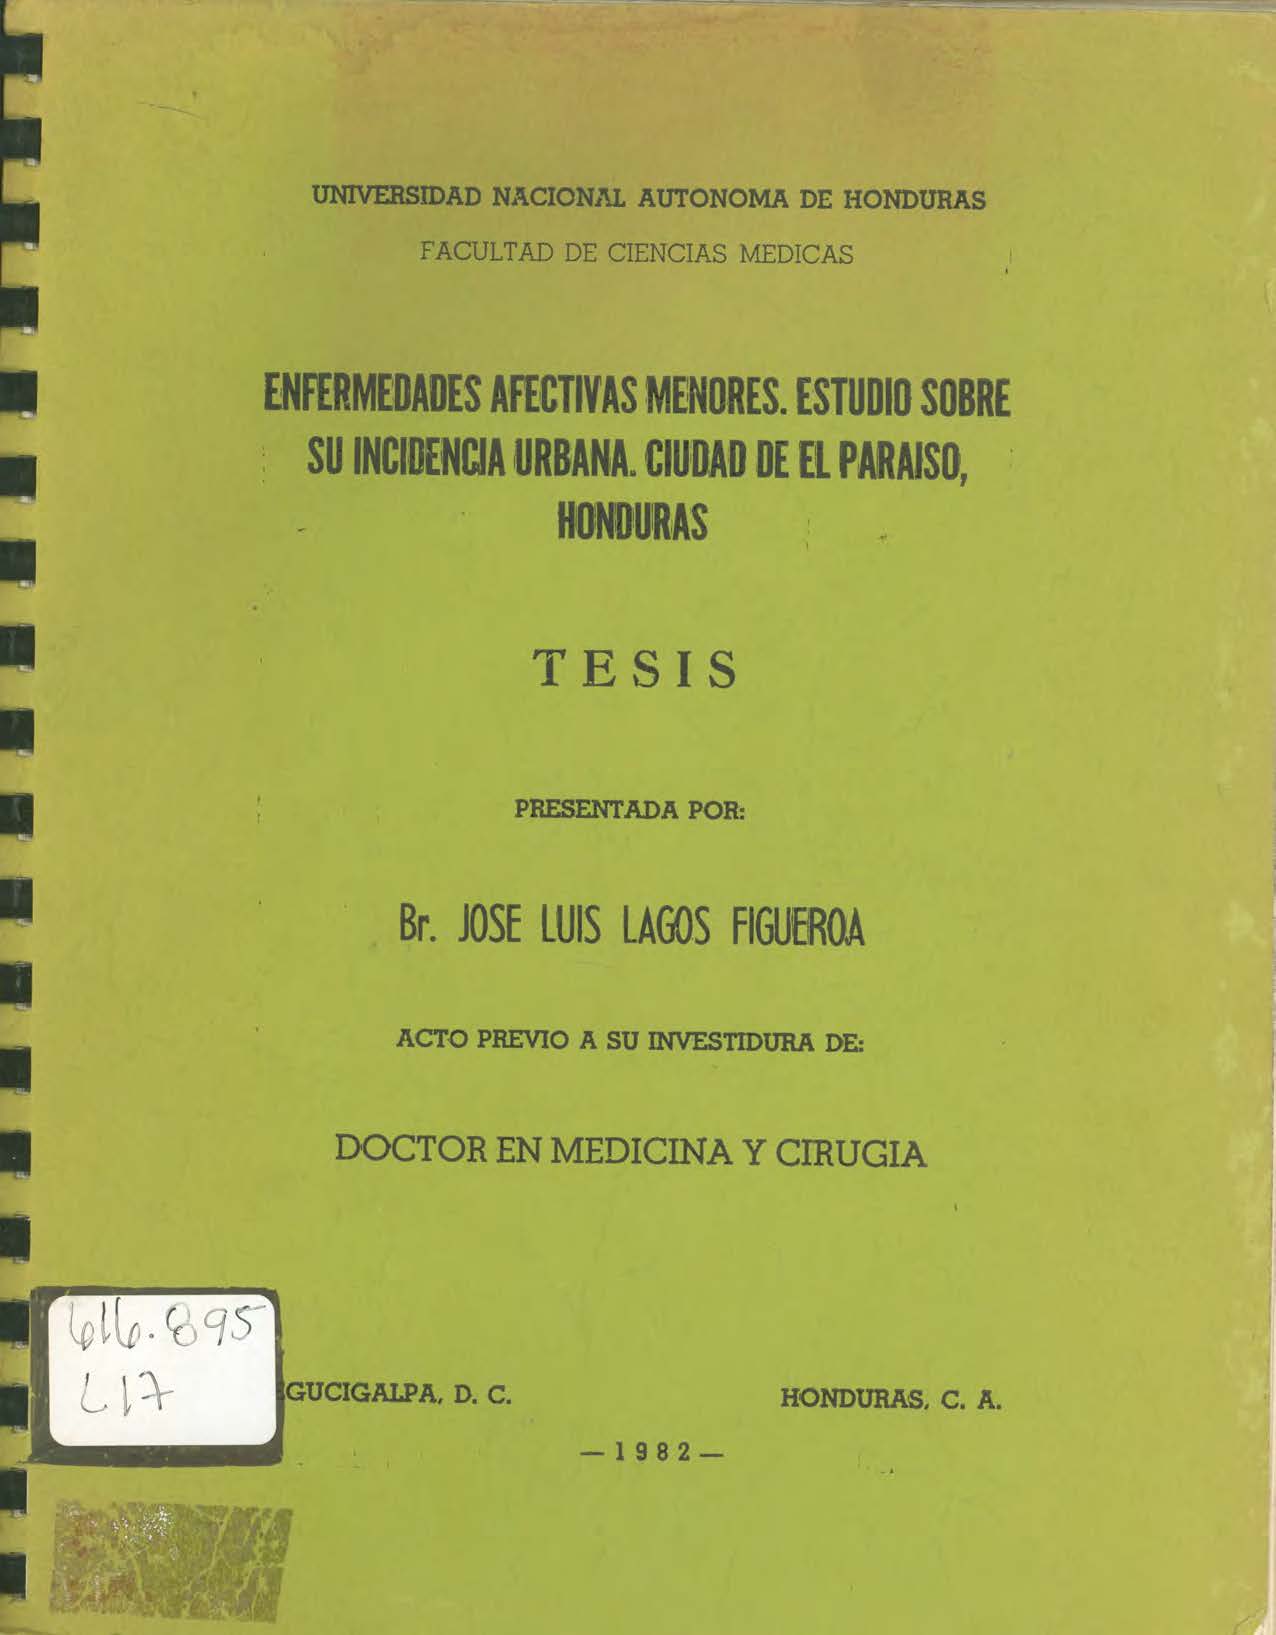 UNIVERSIDAD NACIONAL AUTONOMA DE HONDURAS
FACULTAD DE CIENCIAS MEDICAS
ENFERMEDADES AFECTIVAS MENORES. ESTUDIO SOBRE
SU INCIDENCIA URBANA. CIUDAD DE EL PARAISO,
HONDURAS
TESIS
PRESENTADA POR:
Br. JOSE LUIS LAGOS FIGUEROA
ACTO PREVIO A SU INVESTIDURA DE:
DOCTOR EN MEDICINA Y CIRUGIA
616.895
L17
GUCIGALPA, D. C. HONDURAS, C. A.
—1982—